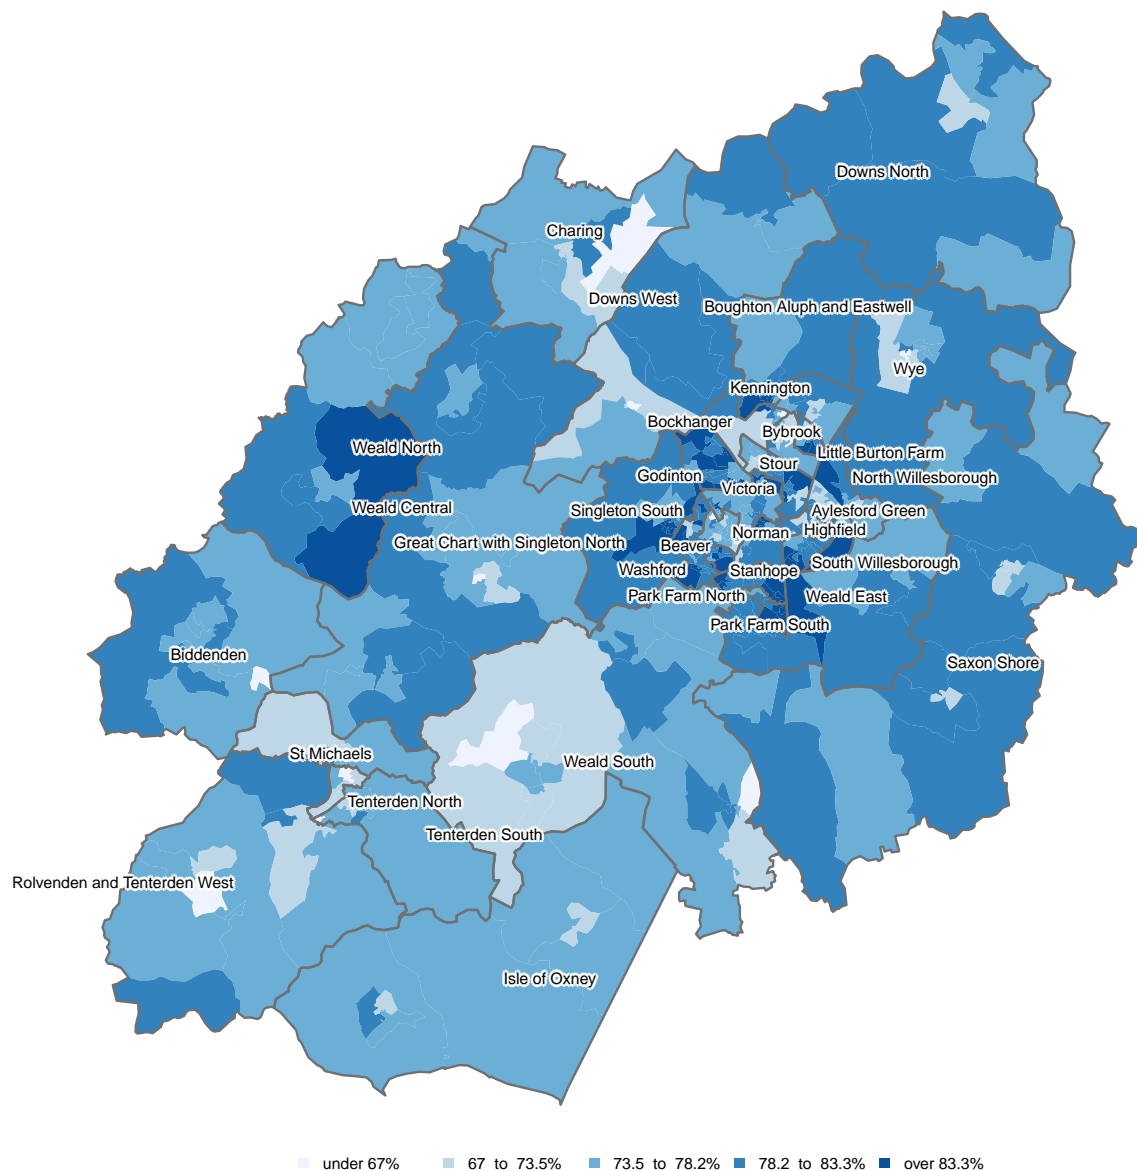 Downs North
Charing
Downs West
Boughton Aluph and Eastwell
Wye
Kennington
Bockhanger
Bybrook
Weald North
Little Burton Farm
Stour
Godinton
North Willesborough
Victoria
Weald Central
Singleton South
Aylesford Green
Highfield
Norman
Great Chart with Singleton North
Beaver
South Willesborough
Washford
Stanhope
Park Farm North
Weald East
Park Farm South
Biddenden
Saxon Shore
St Michaels
Weald South
Tenterden North
Tenterden South
Rolvenden and Tenterden West
Isle of Oxney
under 67%
67 to 73.5%
73.5 to 78.2%
78.2 to 83.3%
over 83.3%